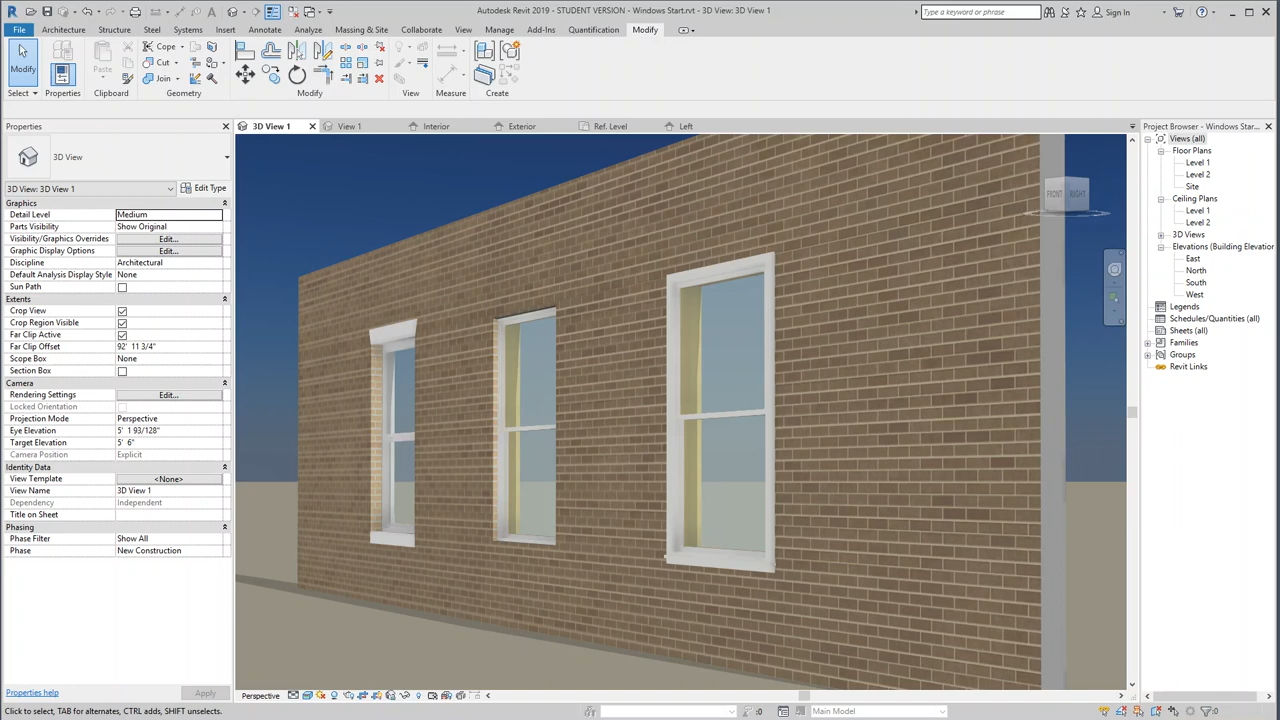 Autodesk Revit 2019 - STUDENT VERSION - Windows Start.rvt - 3D View: 3D View 1
Type a keyword or phrase
Sign In
File
Architecture
Structure
Steel
Systems
Insert
Annotate
Analyze
Massing & Site
Collaborate
View
Manage
Add-Ins
Quantification
Modify
Modify
Properties
Paste
Cope
Cut
Join
Select
Properties
Clipboard
Geometry
Modify
View
Measure
Create
Properties
3D View 1
View 1
Interior
Exterior
Ref. Level
Left
Project Browser - Windows Star...
3D View
3D View: 3D View 1
Edit Type
Graphics
Detail Level Medium
Parts Visibility Show Original
Visibility/Graphics Overrides Edit...
Graphic Display Options Edit...
Discipline Architectural
Default Analysis Display Style None
Sun Path
Extents
Crop View
Crop Region Visible
Far Clip Active
Far Clip Offset 92' 11 3/4"
Scope Box None
Section Box
Camera
Rendering Settings Edit...
Locked Orientation
Projection Mode Perspective
Eye Elevation 5' 1 93/128"
Target Elevation 5' 6"
Camera Position Explicit
Identity Data
View Template <None>
View Name 3D View 1
Dependency Independent
Title on Sheet
Phasing
Phase Filter Show All
Phase New Construction
Properties help
Apply
FRONT
RIGHT
Views (all)
Floor Plans
Level 1
Level 2
Site
Ceiling Plans
Level 1
Level 2
3D Views
Elevations (Building Elevation
East
North
South
West
Legends
Schedules/Quantities (all)
Sheets (all)
Families
Groups
Revit Links
Perspective
Click to select, TAB for alternates, CTRL adds, SHIFT unselects.
:0
Main Model
:0